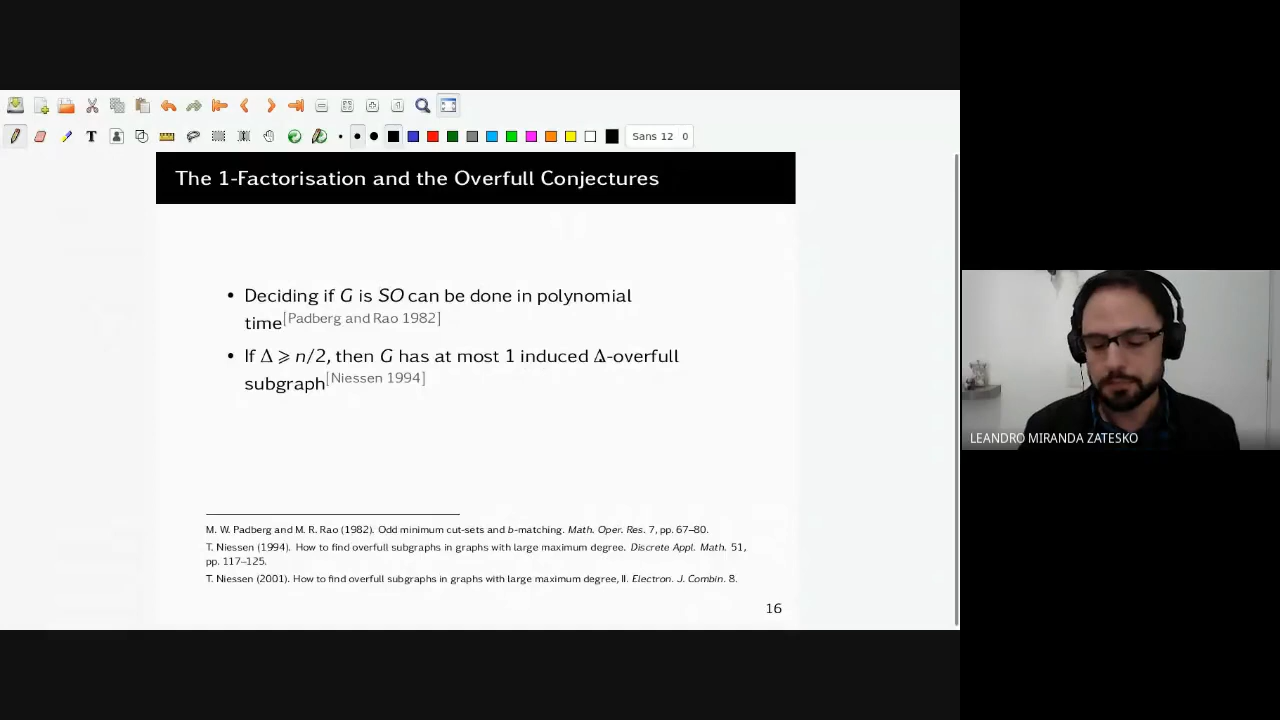 Sans 12 0
The 1-Factorisation and the Overfull Conjectures
• Deciding if G is SO can be done in polynomial
time[Padberg and Rao 1982]
• If Δ ⩾ n/2, then G has at most 1 induced Δ-overfull
subgraph[Niessen 1994]
M. W. Padberg and M. R. Rao (1982). Odd minimum cut-sets and b-matching. Math. Oper. Res. 7, pp. 67–80.
T. Niessen (1994). How to find overfull subgraphs in graphs with large maximum degree. Discrete Appl. Math. 51,
pp. 117–125.
T. Niessen (2001). How to find overfull subgraphs in graphs with large maximum degree, II. Electron. J. Combin. 8.
16
LEANDRO MIRANDA ZATESKO